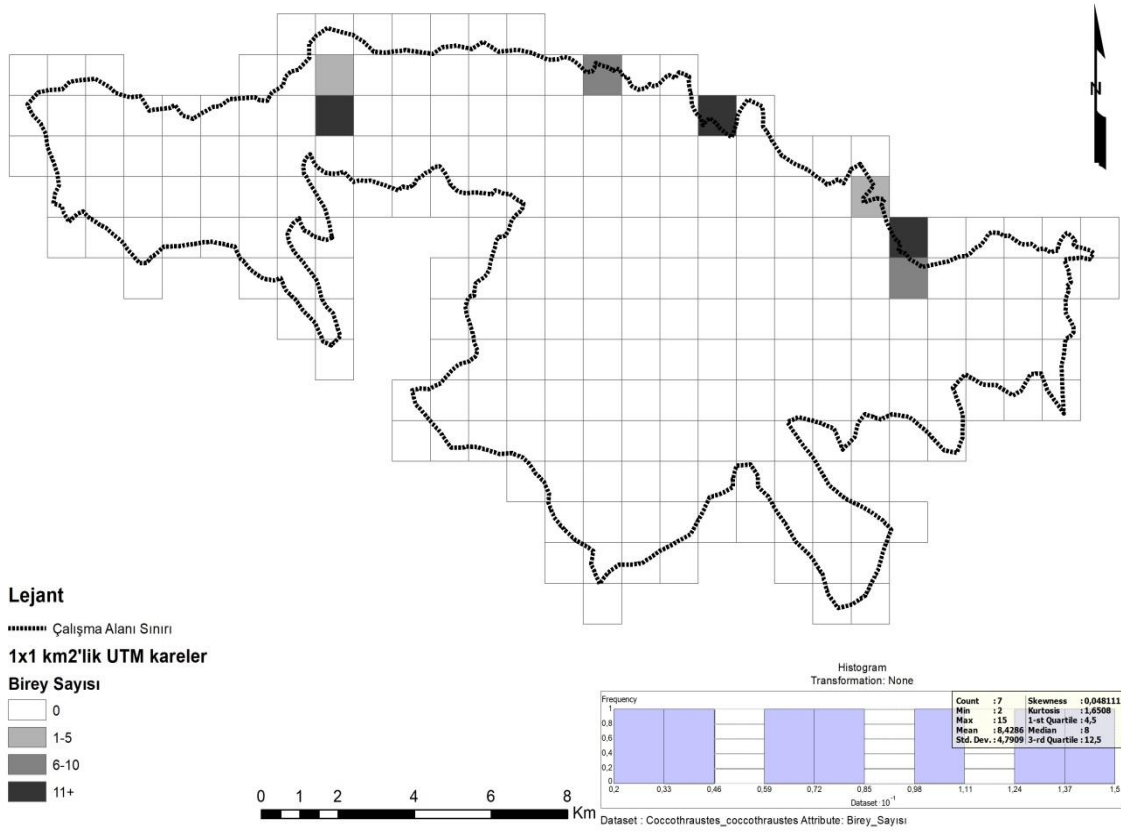 N
Lejant
Çalışma Alanı Sınırı
1x1 km2'lik UTM kareler
Birey Sayısı
0
1-5
6-10
11+
0 1 2 4 6 8
Km
Histogram
Transformation: None
Frequency
1
0,8
0,6
0,4
0,2
0
0,2 0,33 0,46 0,59 0,72 0,85 0,98 1,11 1,24 1,37 1,5
Dataset · 10⁻¹
Count : 7 Skewness : 0,048111
Min : 2 Kurtosis : 1,6508
Max : 15 1-st Quartile : 4,5
Mean : 8,4286 Median : 8
Std. Dev. : 4,7909 3-rd Quartile : 12,5
Dataset : Coccothraustes_coccothraustes Attribute: Birey_Sayısı